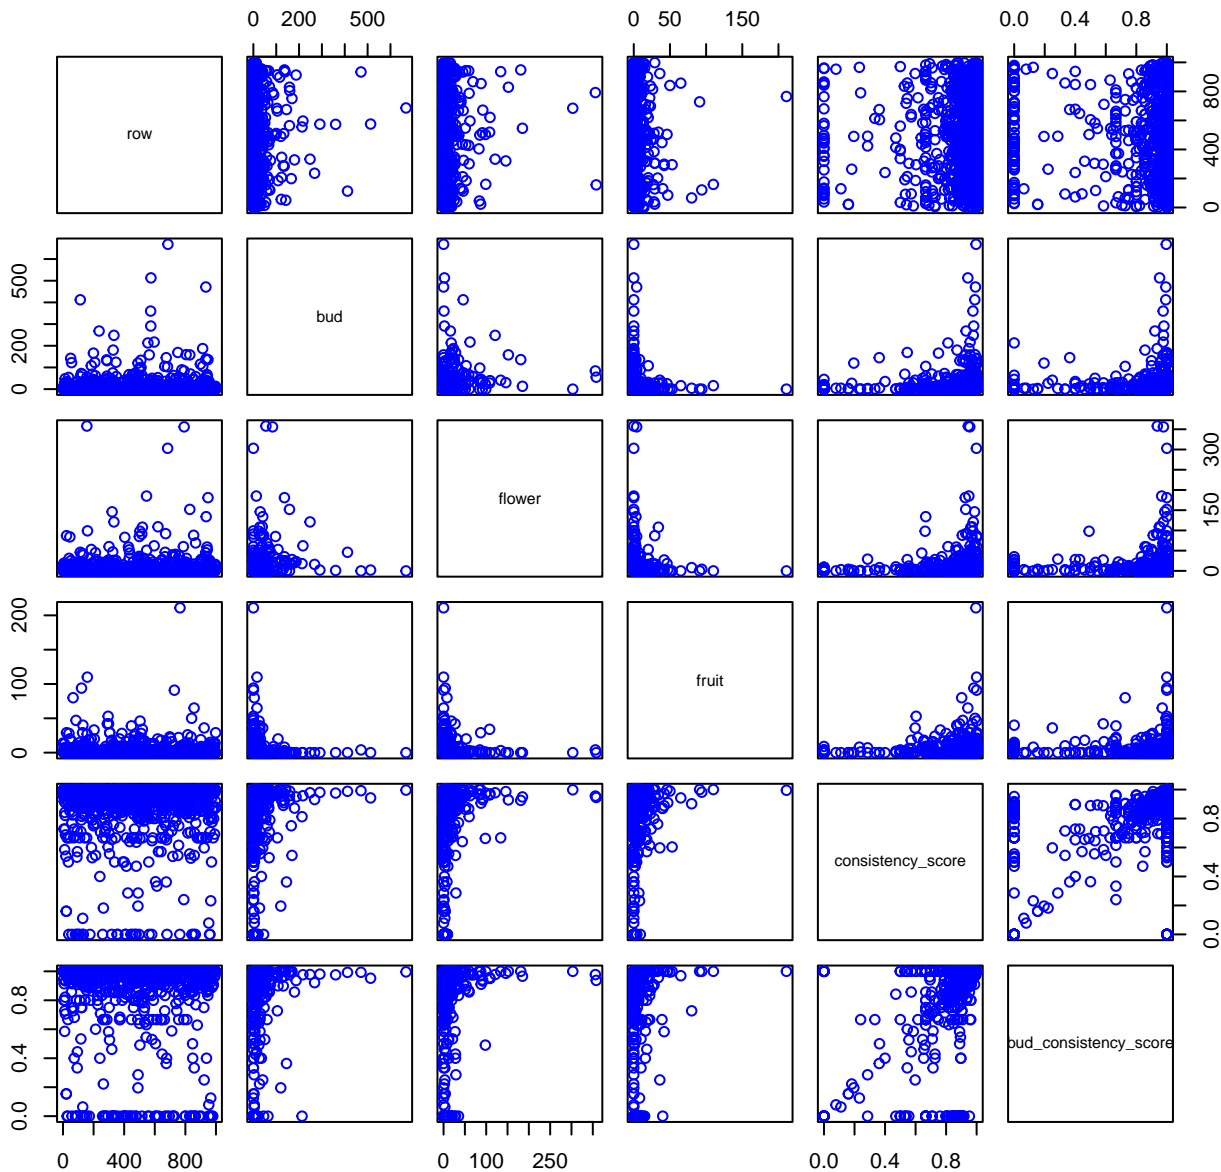 0 200 500 0 50 150 0.0 0.4 0.8
row 0 400 800
0 200 500 bud
flower 0 150 300
0 100 200 fruit
consistency_score 0.0 0.4 0.8
0.0 0.4 0.8 bud_consistency_score
0 400 800 0 100 250 0.0 0.4 0.8